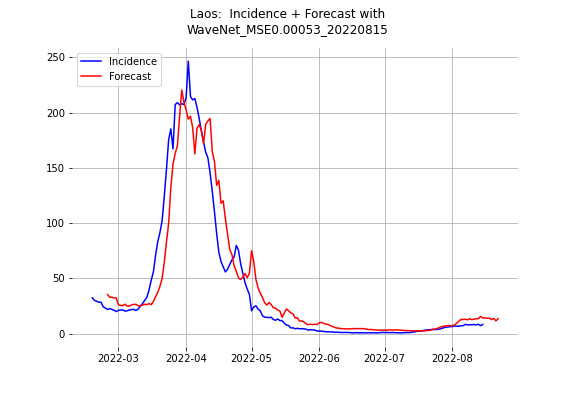 Laos:  Incidence + Forecast with
WaveNet_MSE0.00053_20220815
Incidence
Forecast
250
200
150
100
50
0
2022-03 2022-04 2022-05 2022-06 2022-07 2022-08